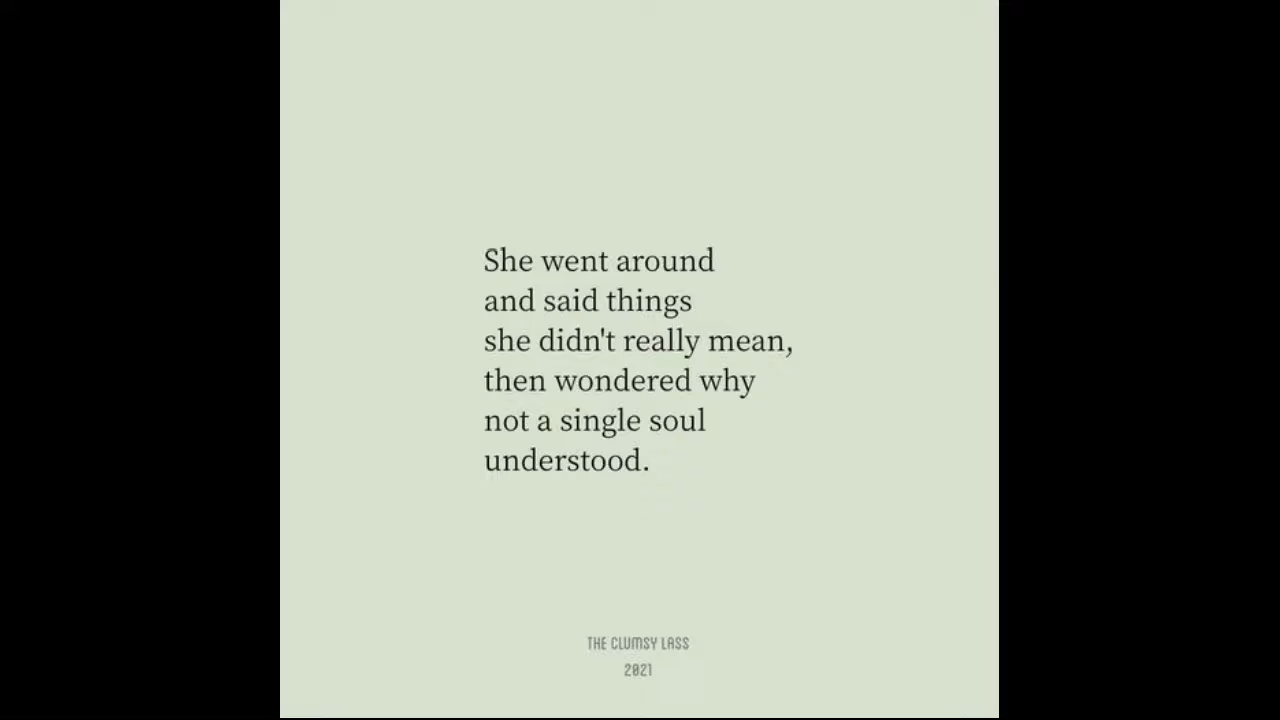 She went around
and said things
she didn't really mean,
then wondered why
not a single soul
understood.
THE CLUMSY LASS
2021